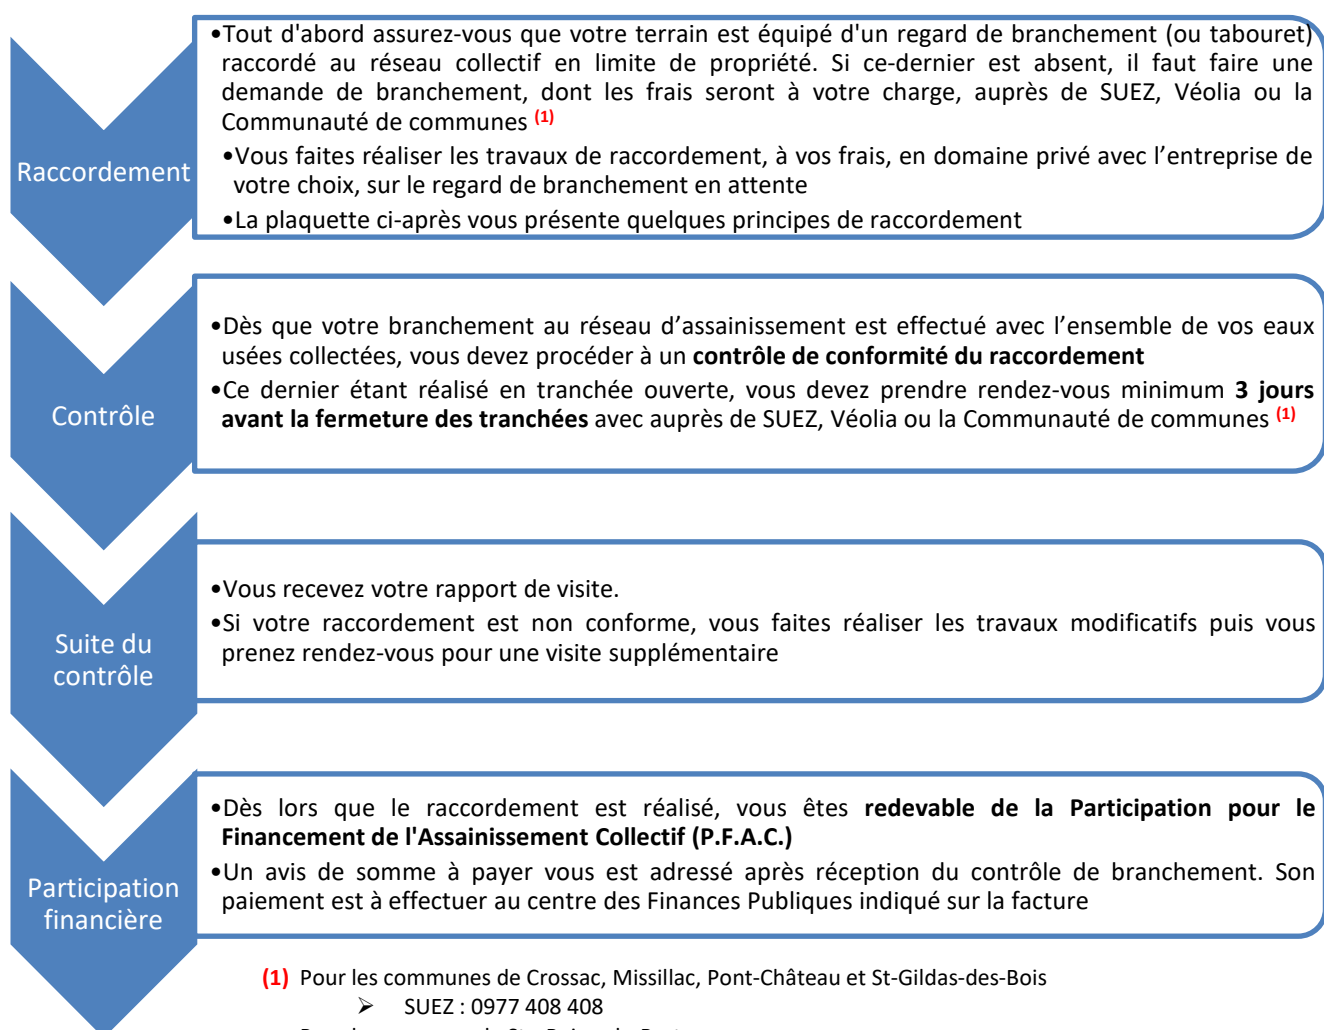 •Tout d'abord assurez-vous que votre terrain est équipé d'un regard de branchement (ou tabouret)
raccordé au réseau collectif en limite de propriété. Si ce-dernier est absent, il faut faire une
demande de branchement, dont les frais seront à votre charge, auprès de SUEZ, Véolia ou la
Communauté de communes (1)
•Vous faites réaliser les travaux de raccordement, à vos frais, en domaine privé avec l’entreprise de
votre choix, sur le regard de branchement en attente
•La plaquette ci-après vous présente quelques principes de raccordement
Raccordement
•Dès que votre branchement au réseau d’assainissement est effectué avec l’ensemble de vos eaux
usées collectées, vous devez procéder à un contrôle de conformité du raccordement
•Ce dernier étant réalisé en tranchée ouverte, vous devez prendre rendez-vous minimum 3 jours
avant la fermeture des tranchées avec auprès de SUEZ, Véolia ou la Communauté de communes (1)
Contrôle
•Vous recevez votre rapport de visite.
•Si votre raccordement est non conforme, vous faites réaliser les travaux modificatifs puis vous
prenez rendez-vous pour une visite supplémentaire
Suite du
contrôle
•Dès lors que le raccordement est réalisé, vous êtes redevable de la Participation pour le
Financement de l'Assainissement Collectif (P.F.A.C.)
•Un avis de somme à payer vous est adressé après réception du contrôle de branchement. Son
paiement est à effectuer au centre des Finances Publiques indiqué sur la facture
Participation
financière
(1) Pour les communes de Crossac, Missillac, Pont-Château et St-Gildas-des-Bois
➢ SUEZ : 0977 408 408